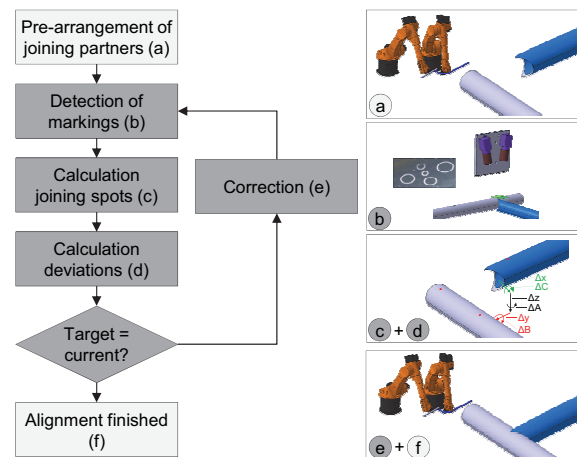 Pre-arrangement of
joining partners (a)
Detection of
markings (b)
Calculation
joining spots (c)
Correction (e)
Calculation
deviations (d)
Target =
current?
Alignment finished
(f)
a
b
Δx
ΔC
Δz
ΔA
Δy
ΔB
c + d
e + f